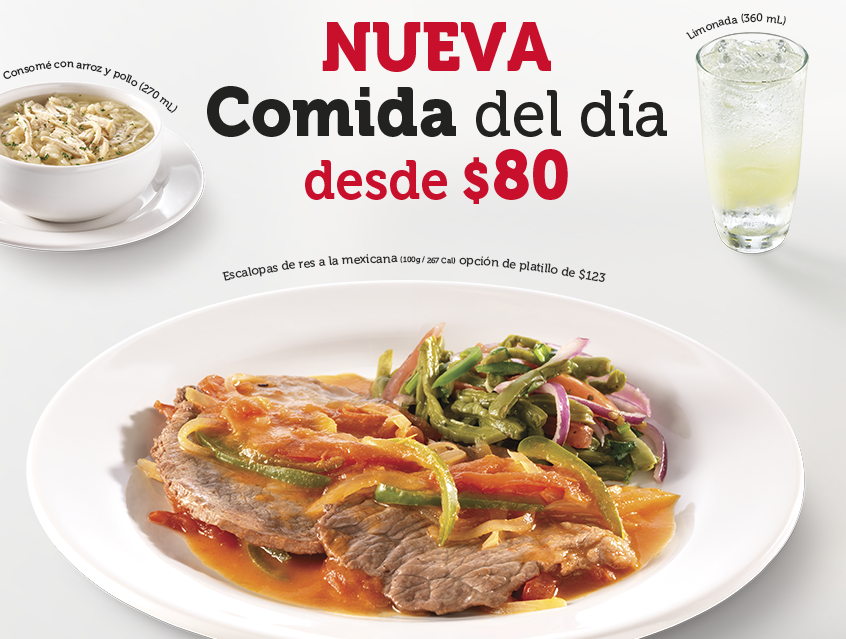 NUEVA
Comida del día
desde $80
Consomé con arroz y pollo (270 mL)
Limonada (360 mL)
Escalopas de res a la mexicana (100g / 267 Cal) opción de platillo de $123